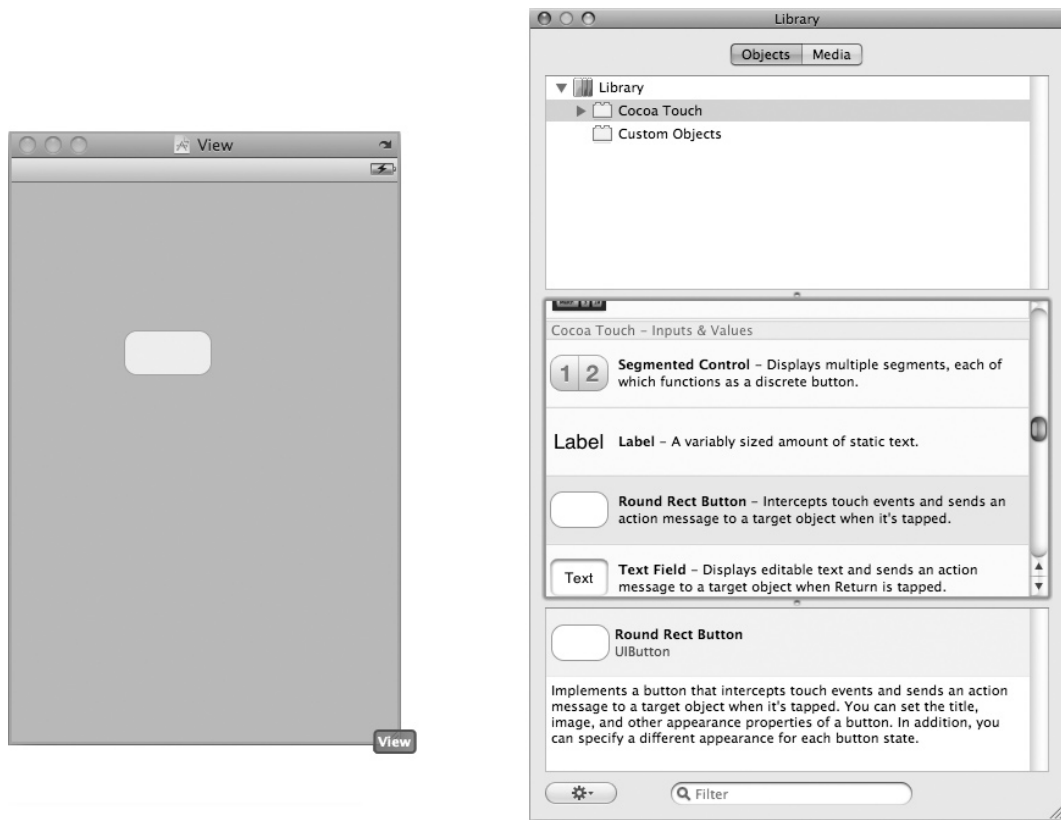 View
View
Library
Objects Media
Library
Cocoa Touch
Custom Objects
Cocoa Touch – Inputs & Values
1 2
Segmented Control – Displays multiple segments, each of
which functions as a discrete button.
Label
Label – A variably sized amount of static text.
Round Rect Button – Intercepts touch events and sends an
action message to a target object when it's tapped.
Text
Text Field – Displays editable text and sends an action
message to a target object when Return is tapped.
Round Rect Button
UIButton
Implements a button that intercepts touch events and sends an action
message to a target object when it's tapped. You can set the title,
image, and other appearance properties of a button. In addition, you
can specify a different appearance for each button state.
Filter